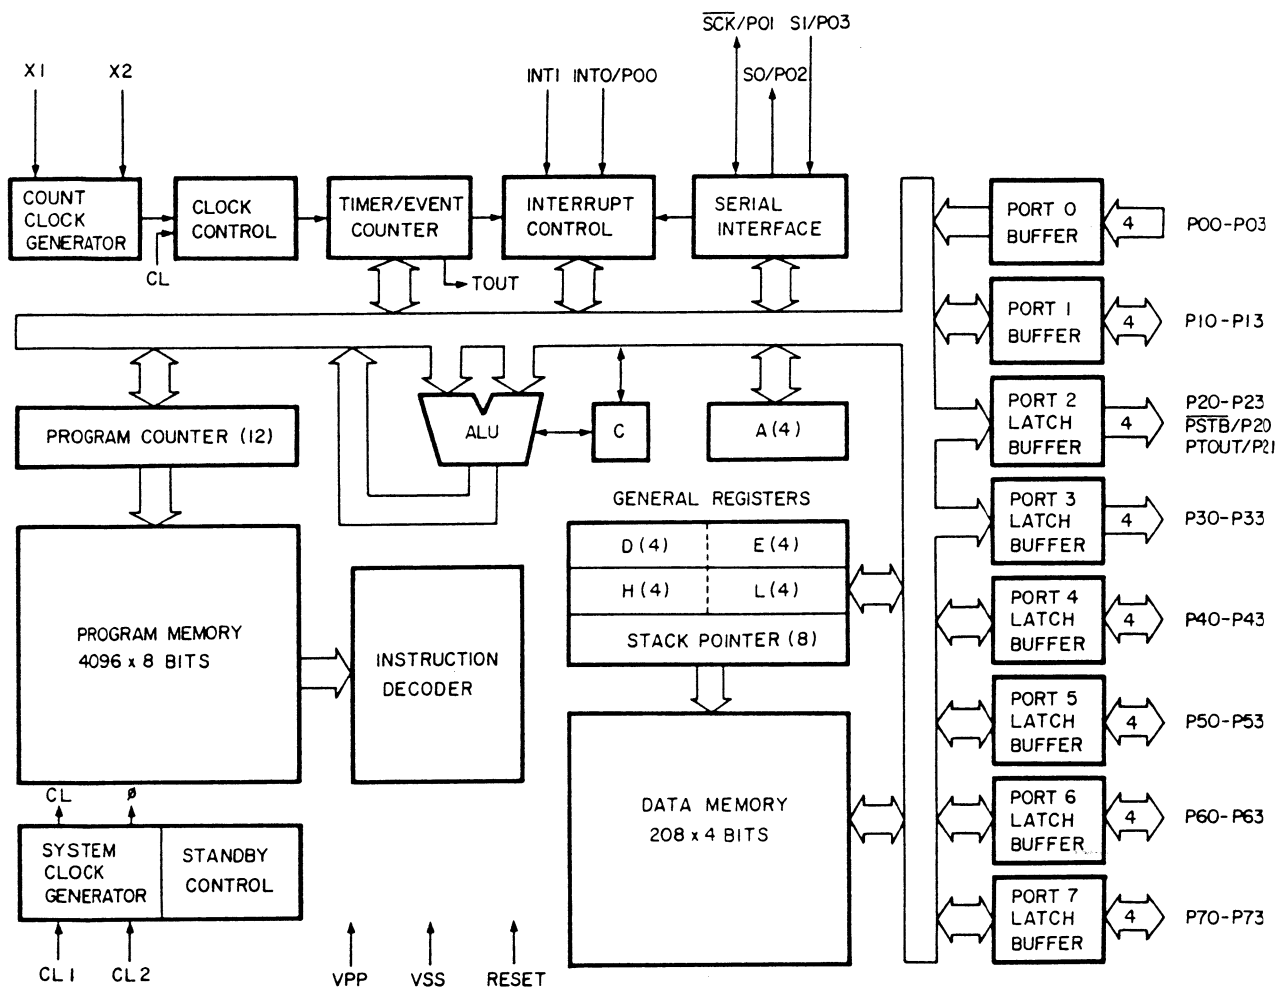 SCK/P01 S1/P03
X1 X2
INT1 INT0/P00 SO/P02
COUNT
CLOCK
GENERATOR
CLOCK
CONTROL
TIMER/EVENT
COUNTER
INTERRUPT
CONTROL
SERIAL
INTERFACE
PORT 0
BUFFER
4
P00-P03
CL
TOUT
PORT 1
BUFFER
4
P10-P13
PROGRAM COUNTER (12)
ALU
C
A (4)
PORT 2
LATCH
BUFFER
4
P20-P23
PSTB/P20
PTOUT/P21
GENERAL REGISTERS
D (4) E (4)
H (4) L (4)
STACK POINTER (8)
PORT 3
LATCH
BUFFER
4
P30-P33
PROGRAM MEMORY
4096 x 8 BITS
INSTRUCTION
DECODER
PORT 4
LATCH
BUFFER
4
P40-P43
PORT 5
LATCH
BUFFER
4
P50-P53
DATA MEMORY
208 x 4 BITS
PORT 6
LATCH
BUFFER
4
P60-P63
CL ø
SYSTEM
CLOCK
GENERATOR
STANDBY
CONTROL
PORT 7
LATCH
BUFFER
4
P70-P73
CL1 CL2
VPP VSS RESET